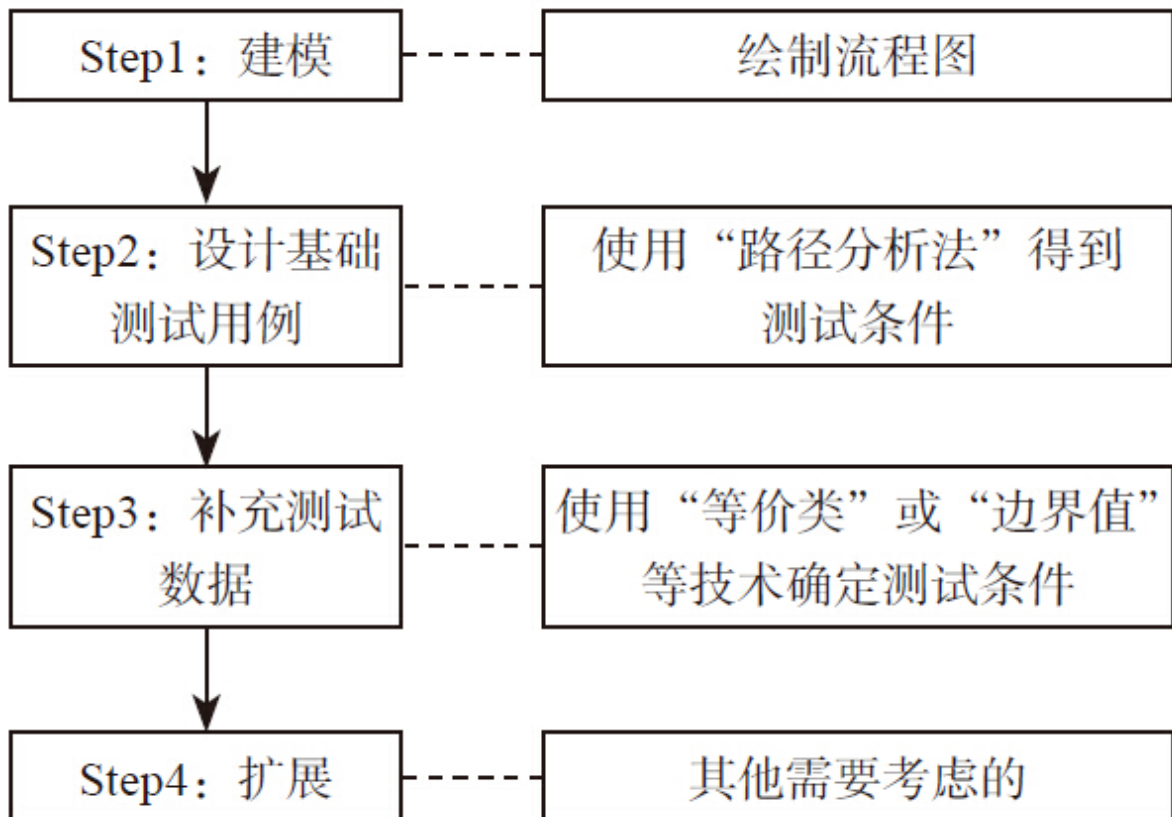 Step1：建模
绘制流程图
Step2：设计基础
测试用例
使用“路径分析法”得到
测试条件
Step3：补充测试
数据
使用“等价类”或“边界值”
等技术确定测试条件
Step4：扩展
其他需要考虑的